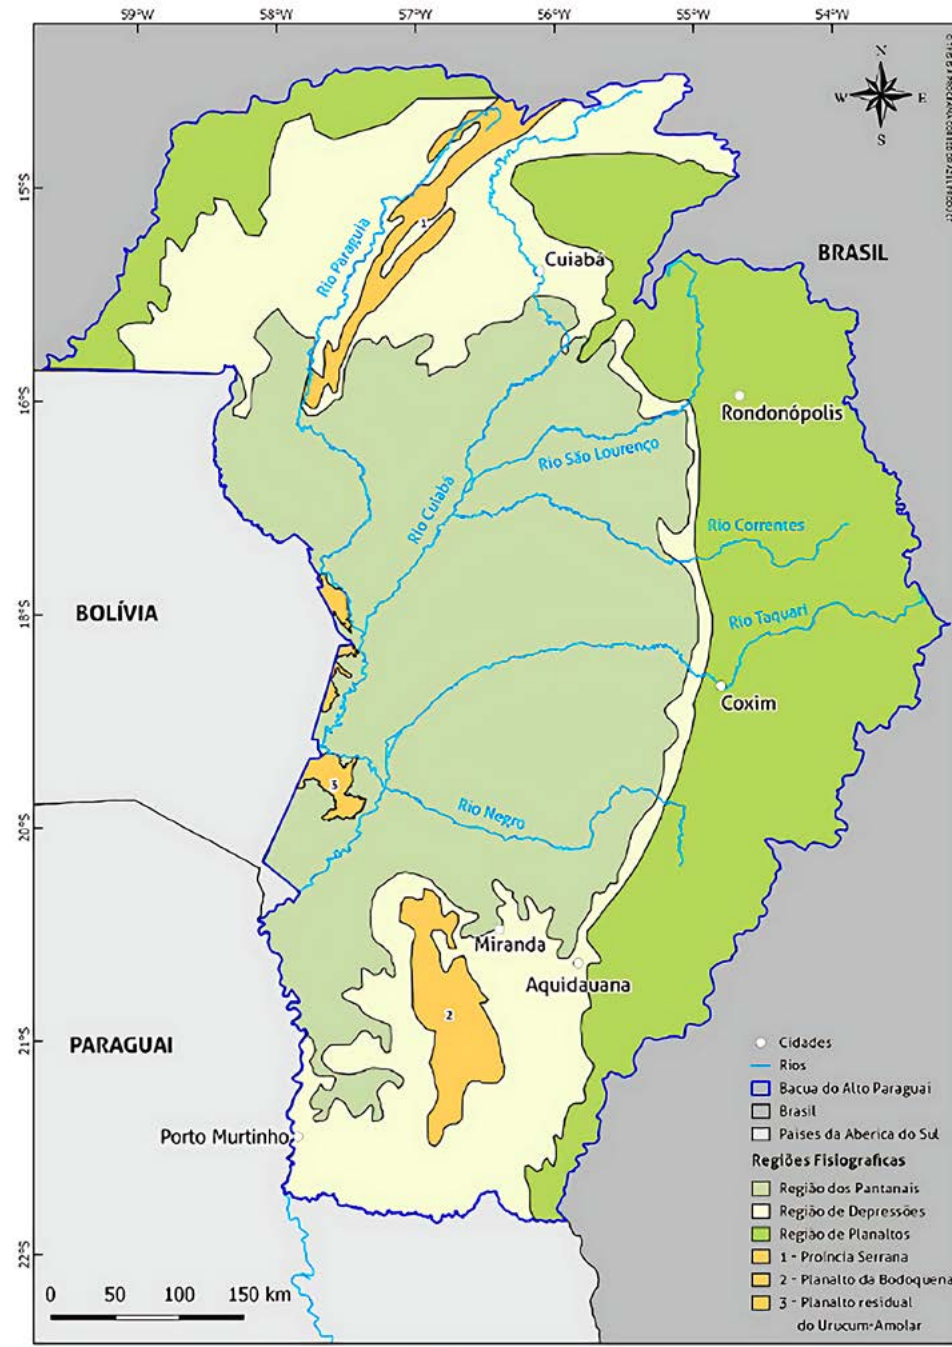 59°W 58°W 57°W 56°W 55°W 54°W
N
W E
S
15°S
16°S
18°S
20°S
21°S
22°S
BRASIL
Rio Paraguia
1
Cuiabá
Rondonópolis
Rio São Lourenço
Rio Cuiabá
Rio Correntes
BOLÍVIA
Rio Taquari
Coxim
3
Rio Negro
Miranda
Aquidauana
2
PARAGUAI
Porto Murtinho
Cidades
Rios
Bacua do Alto Paraguai
Brasil
Paises da Aberica do Sul
Regiões Fisiograficas
Região dos Pantanais
Região de Depressões
Região de Planaltos
1 - Proíncia Serrana
2 - Planalto da Bodoquena
3 - Planalto residual
do Urucum-Amolar
0 50 100 150 km